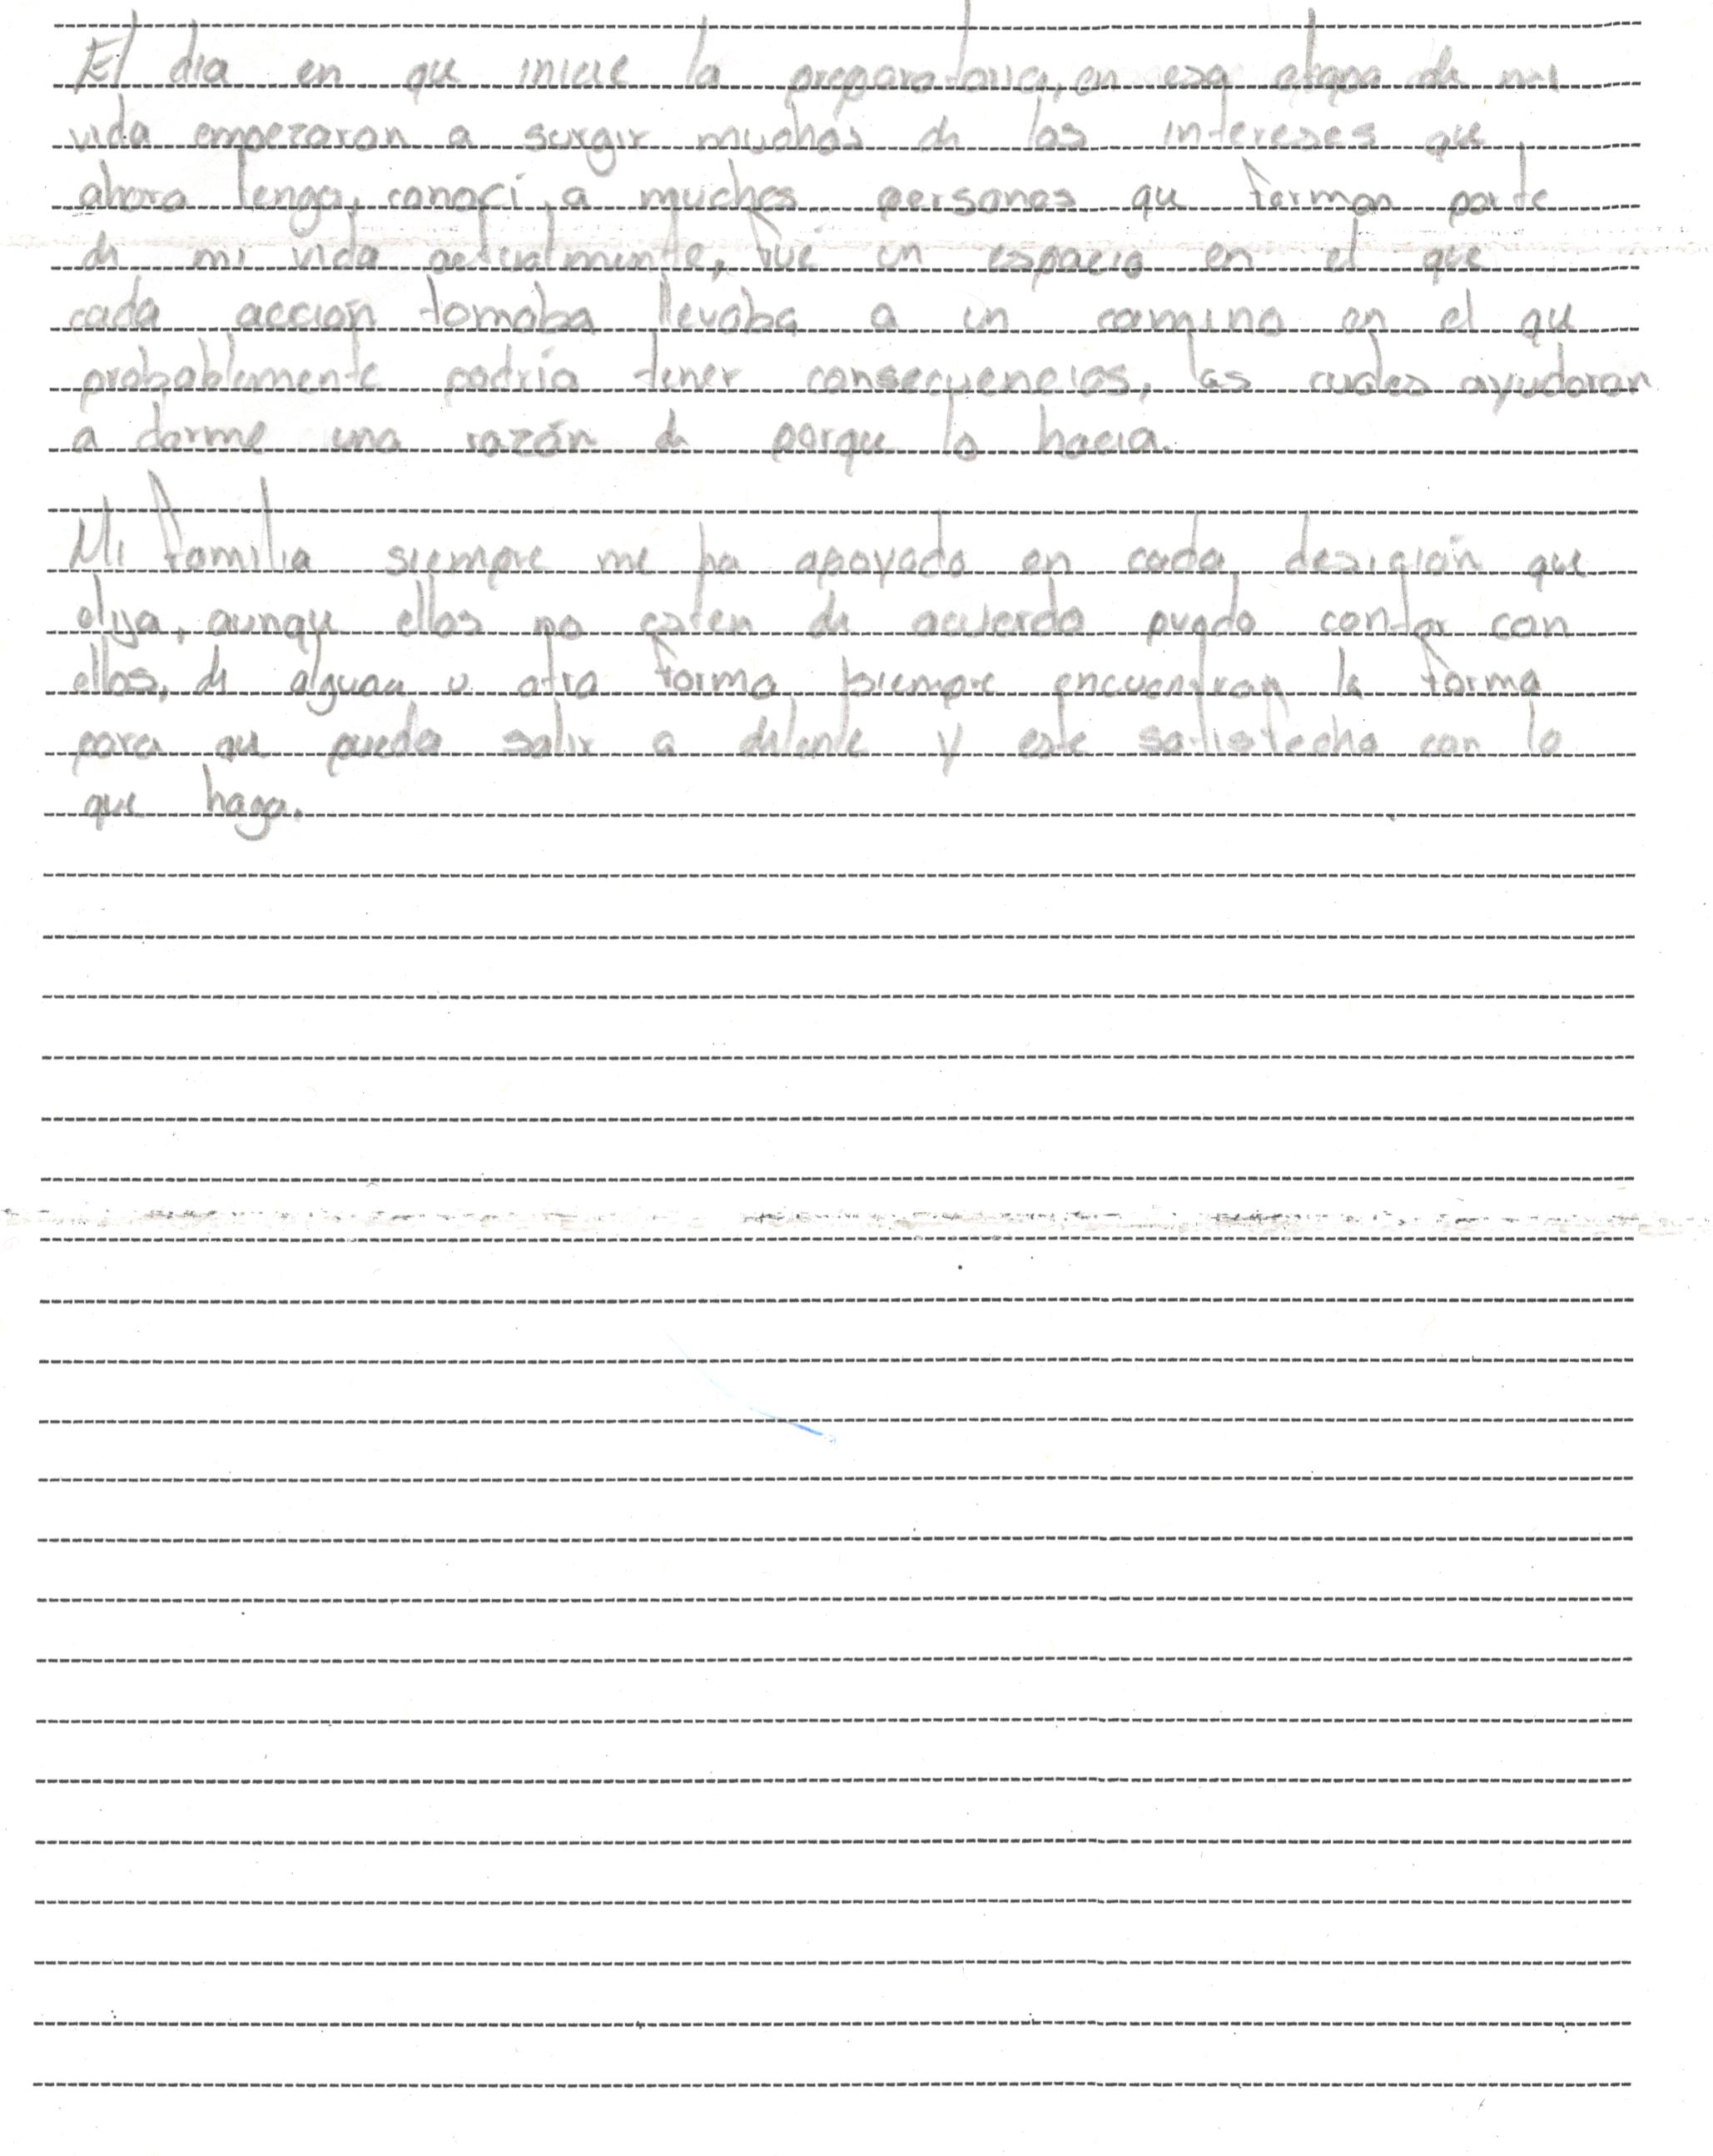 El dia en que inicie la preparatoria, en esa etapa de mi
vida empezaron a surgir muchos de los intereses que
ahora tengo, conocí a muchas personas que forman parte
de mi vida actualmente, fue un espacio en el que
cada acción tomaba llevaba a un camino en el que
probablemente podría tener consecuencias, las cuales ayudaron
a darme una razón de porque lo hacia.
Mi familia siempre me ha apoyado en cada desición que
elija, aunque ellos no esten de acuerdo puedo contar con
ellos, de alguna u otra forma siempre encuentran la forma
para que pueda salir a delante y este satisfecho con lo
que haga.